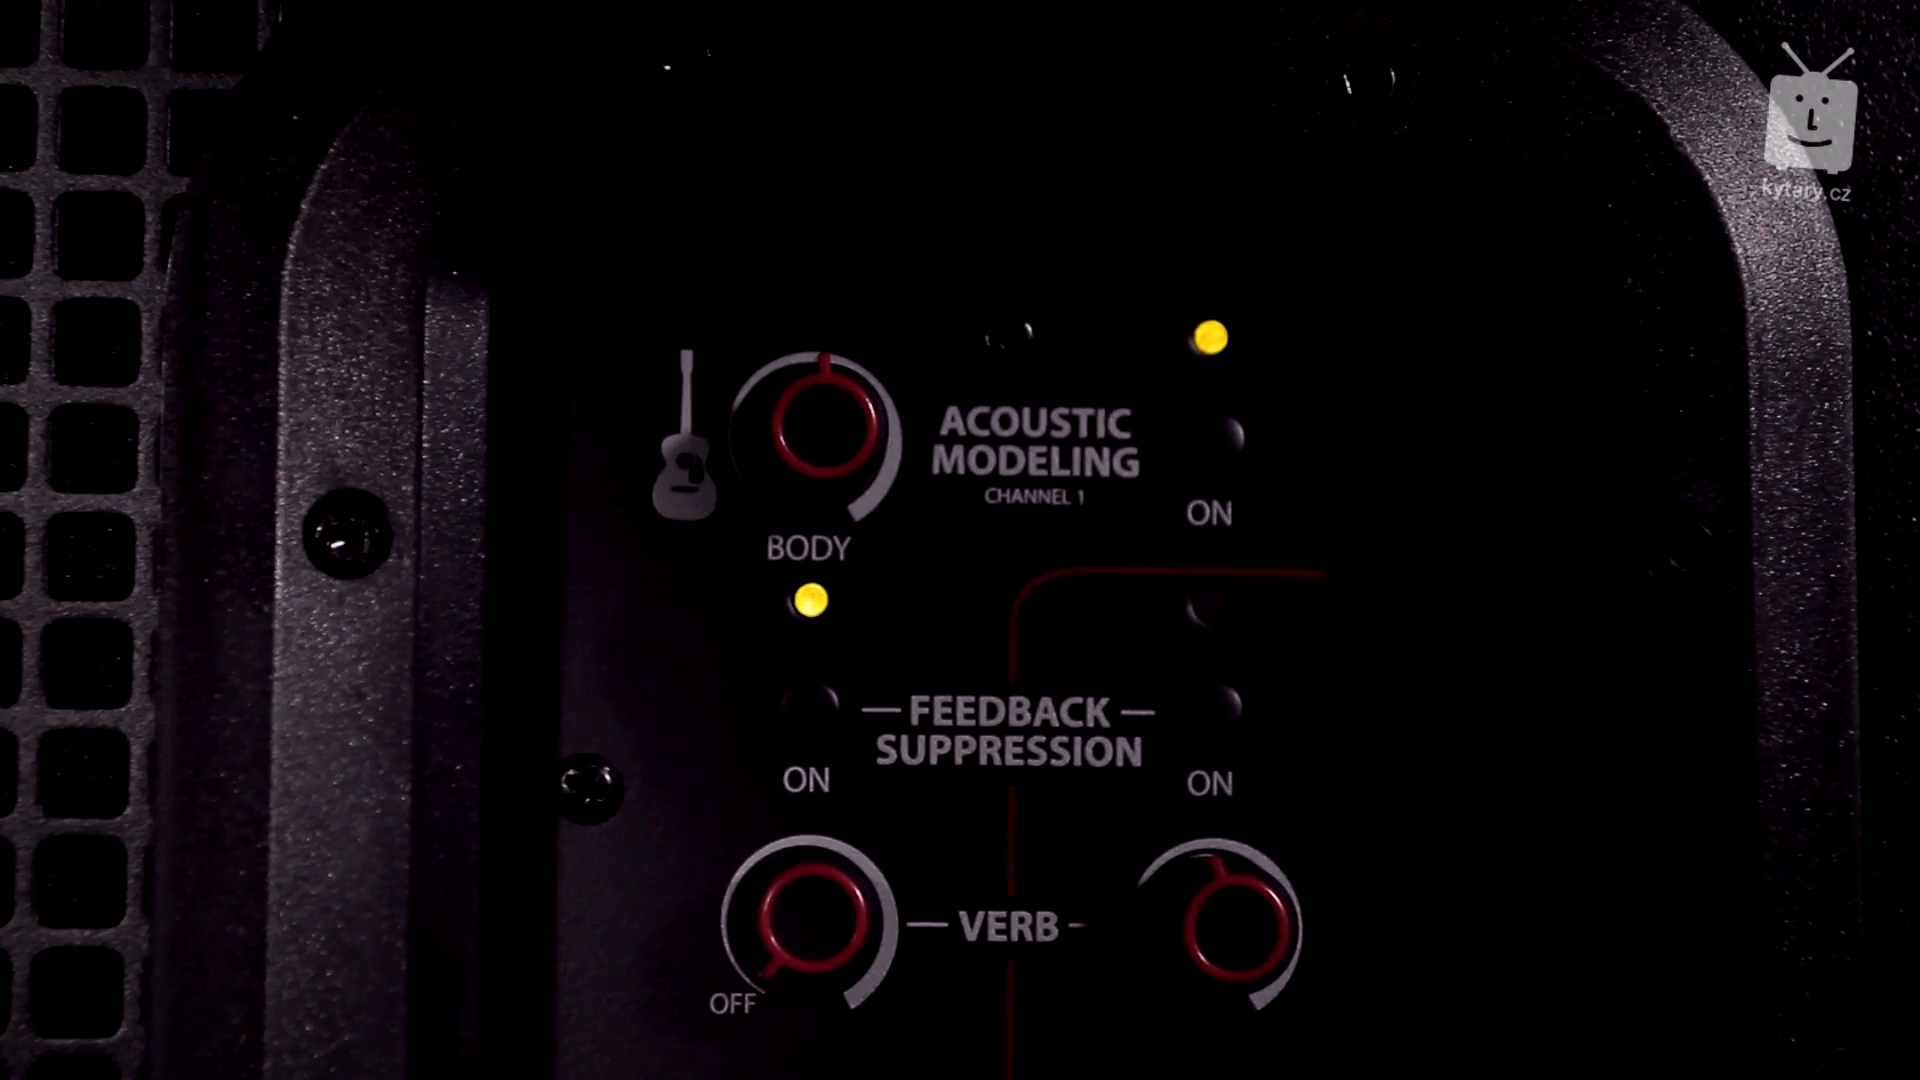 kytary.cz
ACOUSTIC
MODELING
CHANNEL 1
ON
BODY
FEEDBACK
SUPPRESSION
ON
ON
VERB
OFF